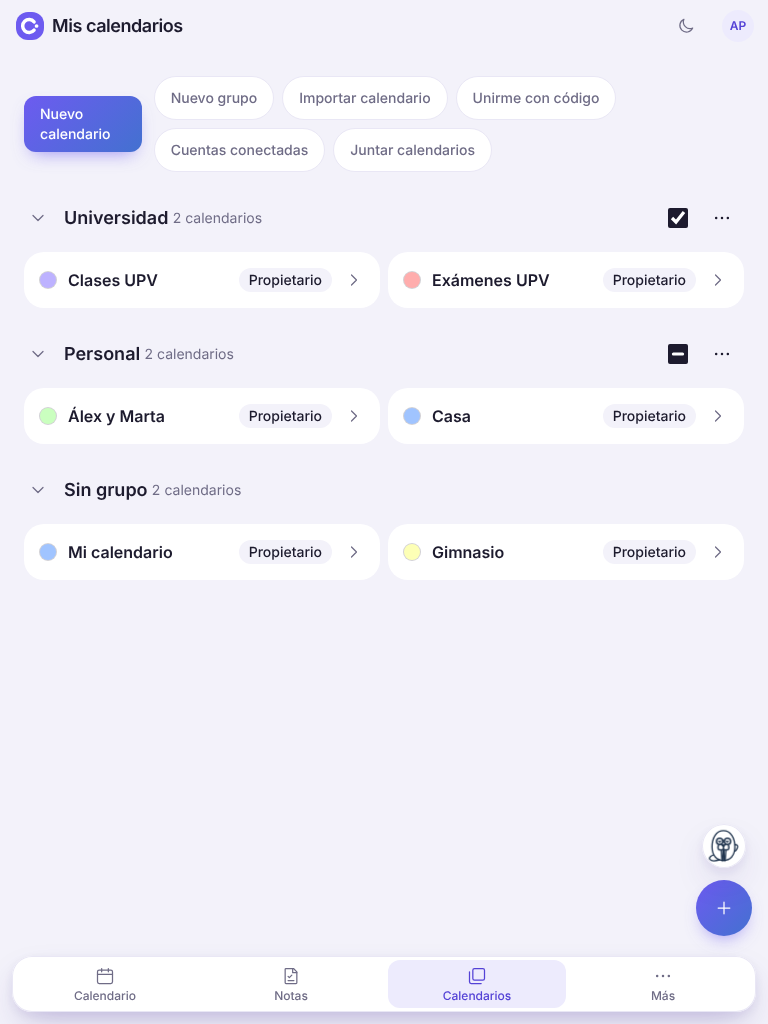 Mis calendarios
AP
Nuevo calendario
Nuevo grupo
Importar calendario
Unirme con código
Cuentas conectadas
Juntar calendarios
Universidad 2 calendarios
Clases UPV Propietario
Exámenes UPV Propietario
Personal 2 calendarios
Álex y Marta Propietario
Casa Propietario
Sin grupo 2 calendarios
Mi calendario Propietario
Gimnasio Propietario
Calendario
Notas
Calendarios
Más